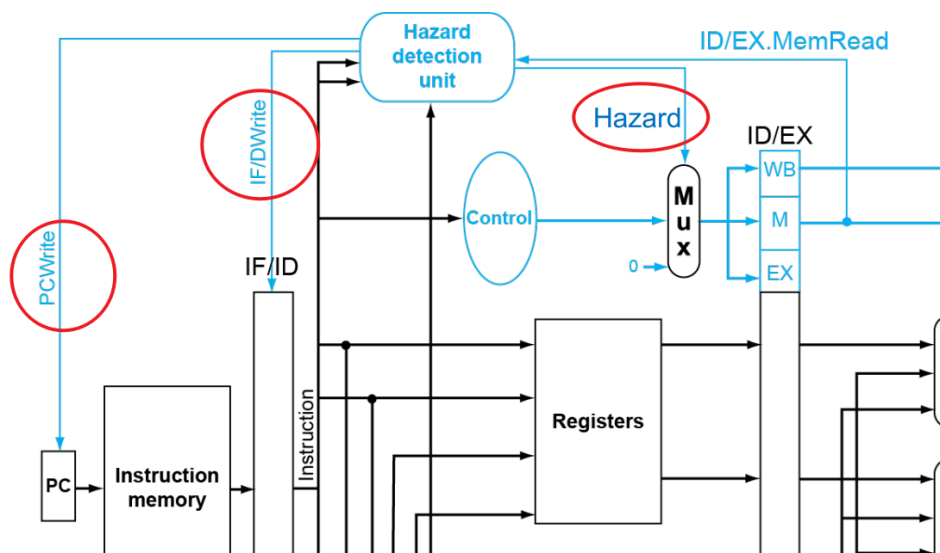 Hazard
detection
unit
ID/EX.MemRead
Hazard
IF/DWrite
PCWrite
ID/EX
WB
M
EX
Mux
Control
0
IF/ID
Instruction
Registers
PC
Instruction
memory